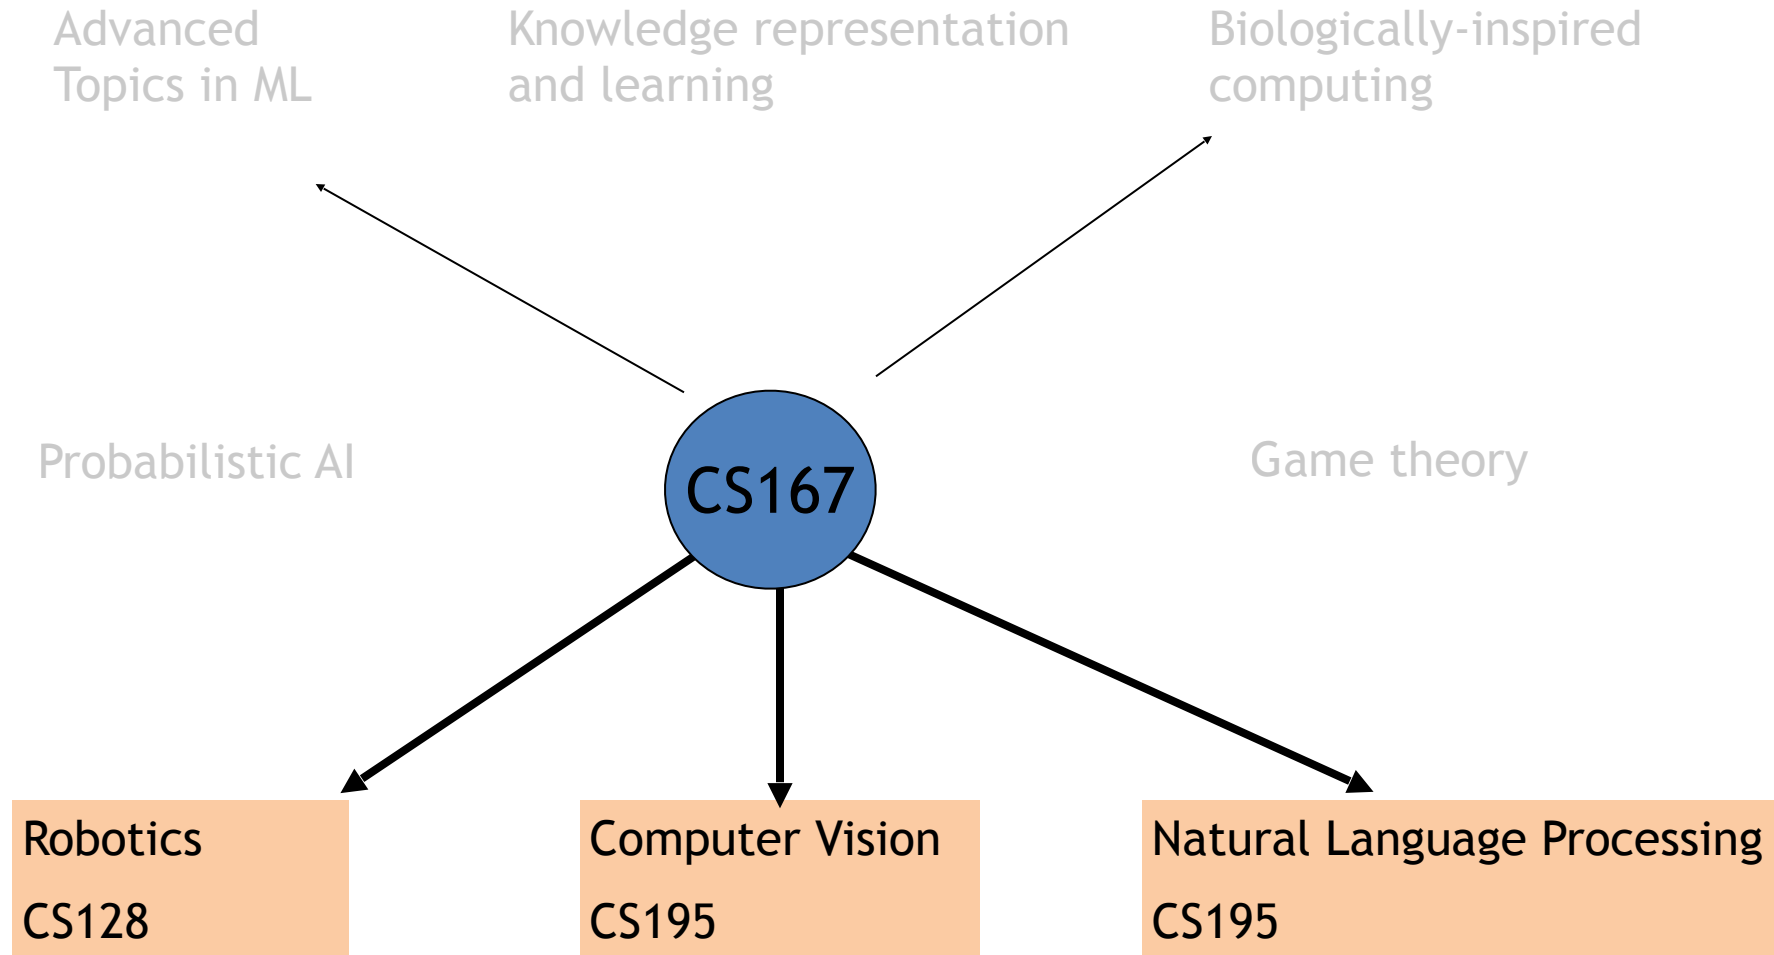 Advanced
Topics in ML
Knowledge representation
and learning
Biologically-inspired
computing
Probabilistic AI
CS167
Game theory
Robotics
CS128
Computer Vision
CS195
Natural Language Processing
CS195